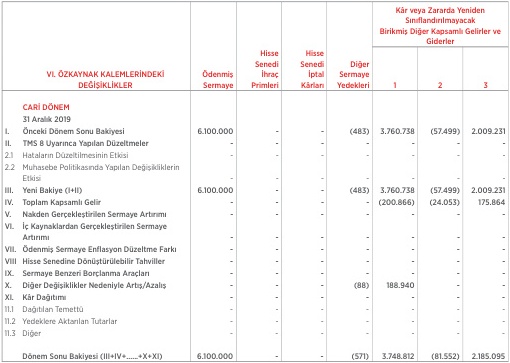 Kâr veya Zararda Yeniden
Sınıflandırılmayacak
Birikmiş Diğer Kapsamlı Gelirler ve
Giderler
VI. ÖZKAYNAK KALEMLERİNDEKİ
DEĞİŞİKLİKLER
Ödenmiş
Sermaye
Hisse
Senedi
İhraç
Primleri
Hisse
Senedi
İptal
Kârları
Diğer
Sermaye
Yedekleri
1 2 3
CARİ DÖNEM
31 Aralık 2019
I. Önceki Dönem Sonu Bakiyesi 6.100.000 - - (483) 3.760.738 (57.499) 2.009.231
II. TMS 8 Uyarınca Yapılan Düzeltmeler - - - - - - -
2.1 Hataların Düzeltilmesinin Etkisi - - - - - - -
2.2 Muhasebe Politikasında Yapılan Değişikliklerin
Etkisi - - - - - - -
III. Yeni Bakiye (I+II) 6.100.000 - - (483) 3.760.738 (57.499) 2.009.231
IV. Toplam Kapsamlı Gelir - - - - (200.866) (24.053) 175.864
V. Nakden Gerçekleştirilen Sermaye Artırımı - - - - - - -
VI. İç Kaynaklardan Gerçekleştirilen Sermaye
Artırımı - - - - - - -
VII. Ödenmiş Sermaye Enflasyon Düzeltme Farkı - - - - - - -
VIII Hisse Senedine Dönüştürülebilir Tahviller - - - - - - -
IX. Sermaye Benzeri Borçlanma Araçları - - - - - - -
X. Diğer Değişiklikler Nedeniyle Artış/Azalış - - - (88) 188.940 - -
XI. Kâr Dağıtımı - - - - - - -
11.1 Dağıtılan Temettü - - - - - - -
11.2 Yedeklere Aktarılan Tutarlar - - - - - - -
11.3 Diğer - - - - - - -
Dönem Sonu Bakiyesi (III+IV+......+X+XI) 6.100.000 - - (571) 3.748.812 (81.552) 2.185.095